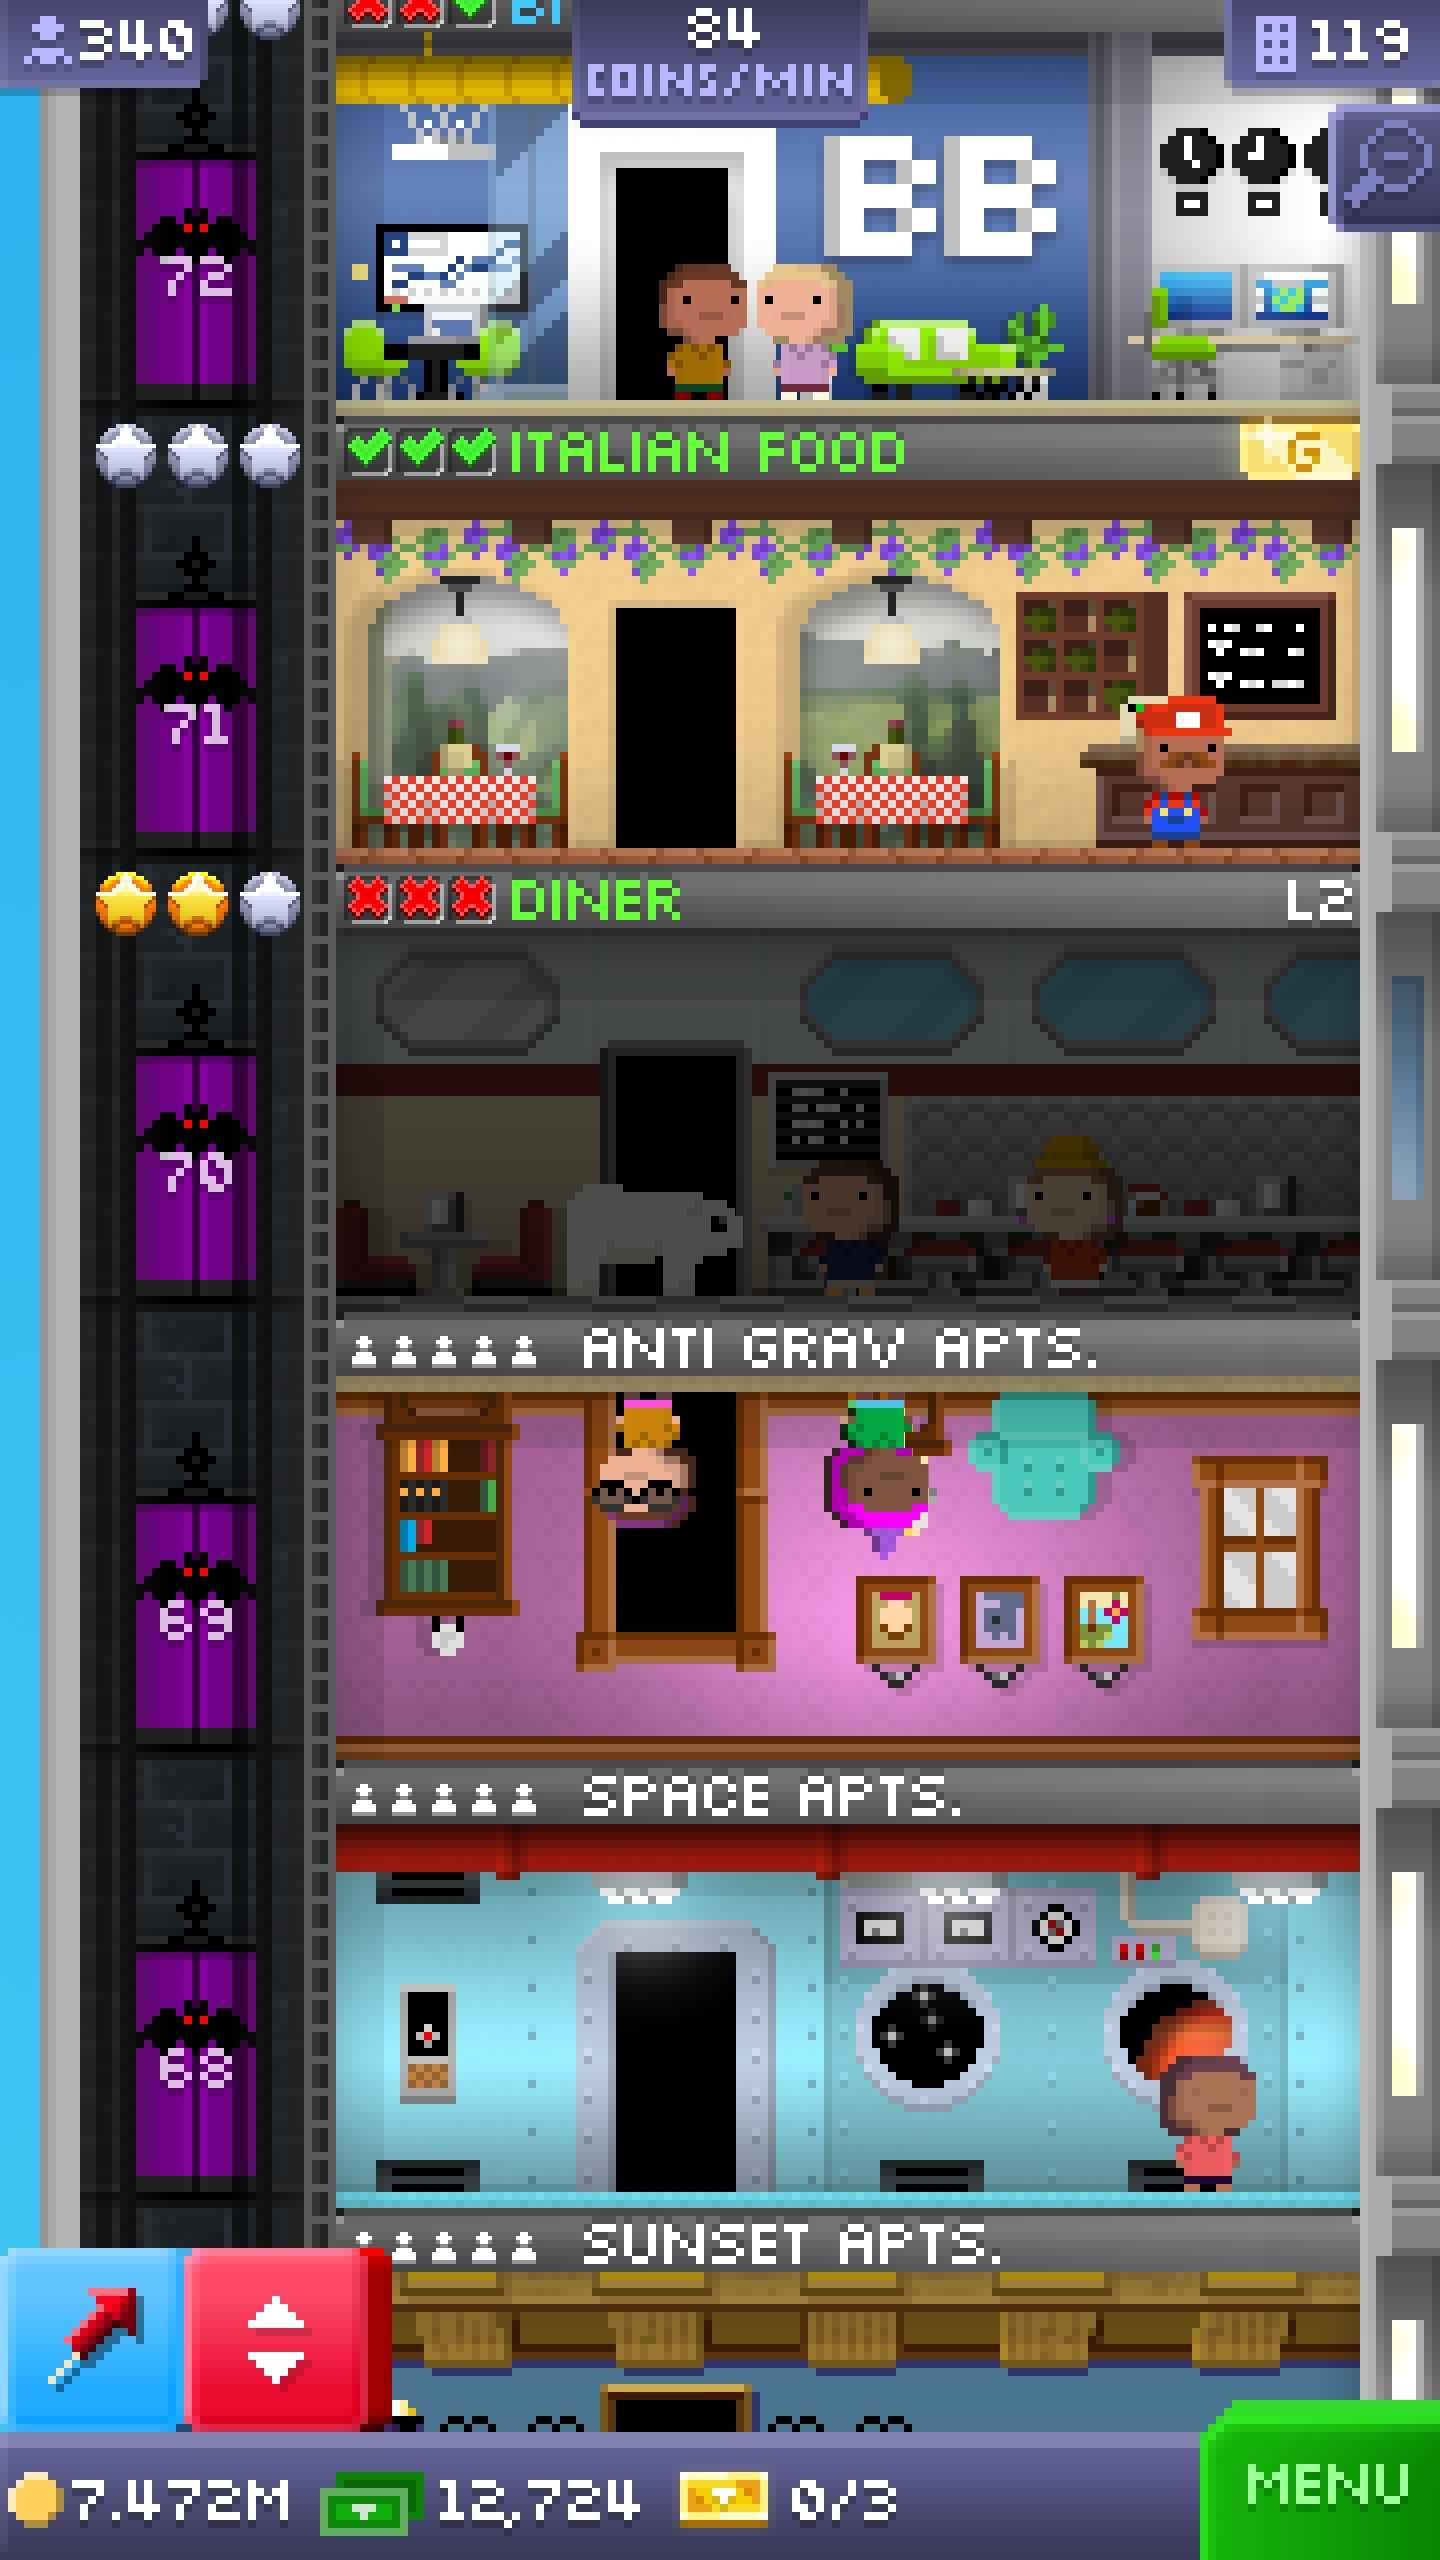 BI
340
84
COINS/MIN
119
BB
72
ITALIAN FOOD
G
71
DINER
L2
70
ANTI GRAV APTS.
69
SPACE APTS.
68
SUNSET APTS.
7.472M
12,724
0/3
MENU